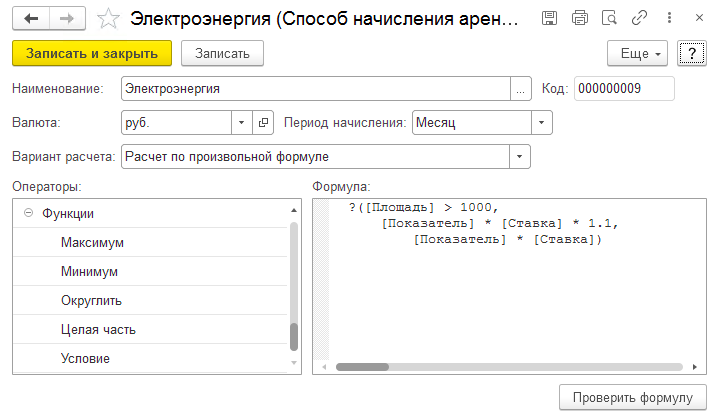 Электроэнергия (Способ начисления арен...
Записать и закрыть
Записать
Еще
?
Наименование:
Электроэнергия
...
Код:
000000009
Валюта:
руб.
Период начисления:
Месяц
Вариант расчета:
Расчет по произвольной формуле
Операторы:
Формула:
Функции
Максимум
Минимум
Округлить
Целая часть
Условие
?([Площадь] > 1000,
[Показатель] * [Ставка] * 1.1,
[Показатель] * [Ставка])
Проверить формулу